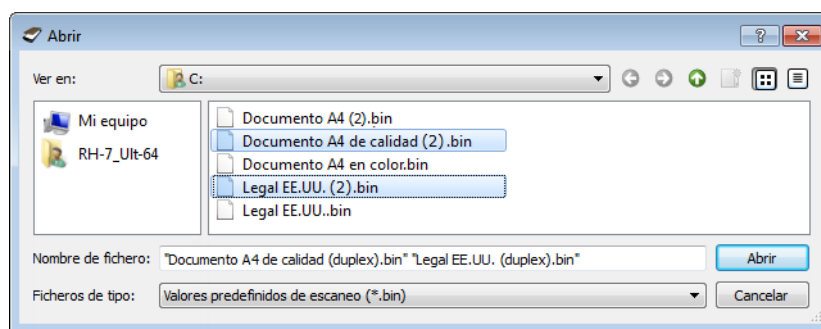 Abrir
Ver en:
C:
Mi equipo
RH-7_Ult-64
Documento A4 (2).bin
Documento A4 de calidad (2).bin
Documento A4 en color.bin
Legal EE.UU. (2).bin
Legal EE.UU..bin
Nombre de fichero: "Documento A4 de calidad (duplex).bin" "Legal EE.UU. (duplex).bin" Abrir
Ficheros de tipo: Valores predefinidos de escaneo (*.bin) Cancelar